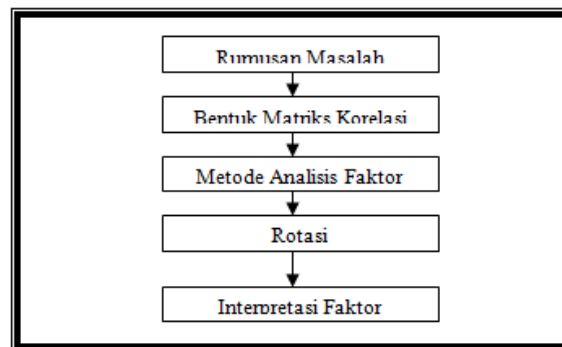 Rumusan Masalah
Bentuk Matriks Korelasi
Metode Analisis Faktor
Rotasi
Interpretasi Faktor